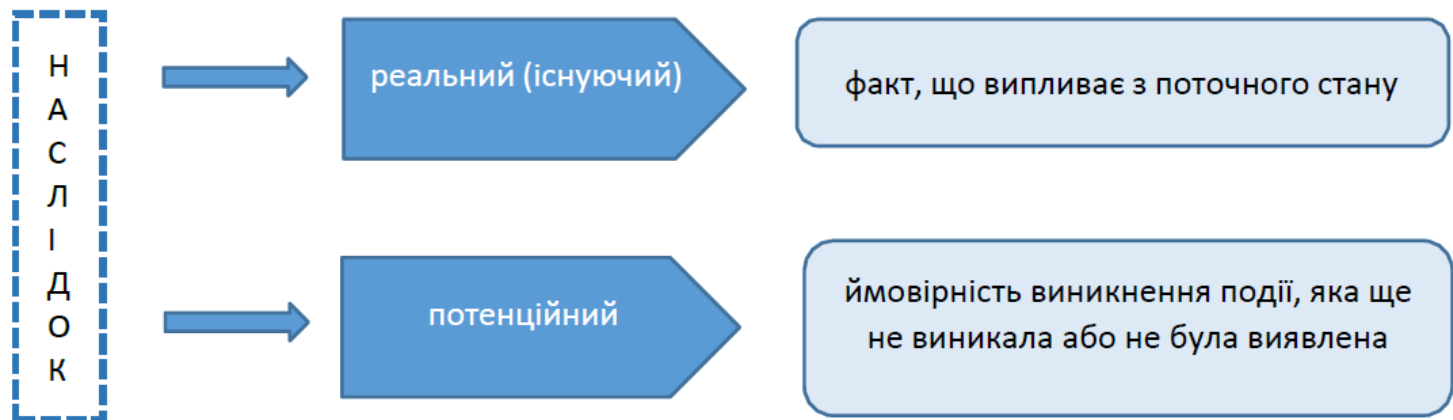 Н
А
С
Л
І
Д
О
К
реальний (існуючий)
факт, що випливає з поточного стану
потенційний
ймовірність виникнення події, яка ще
не виникала або не була виявлена